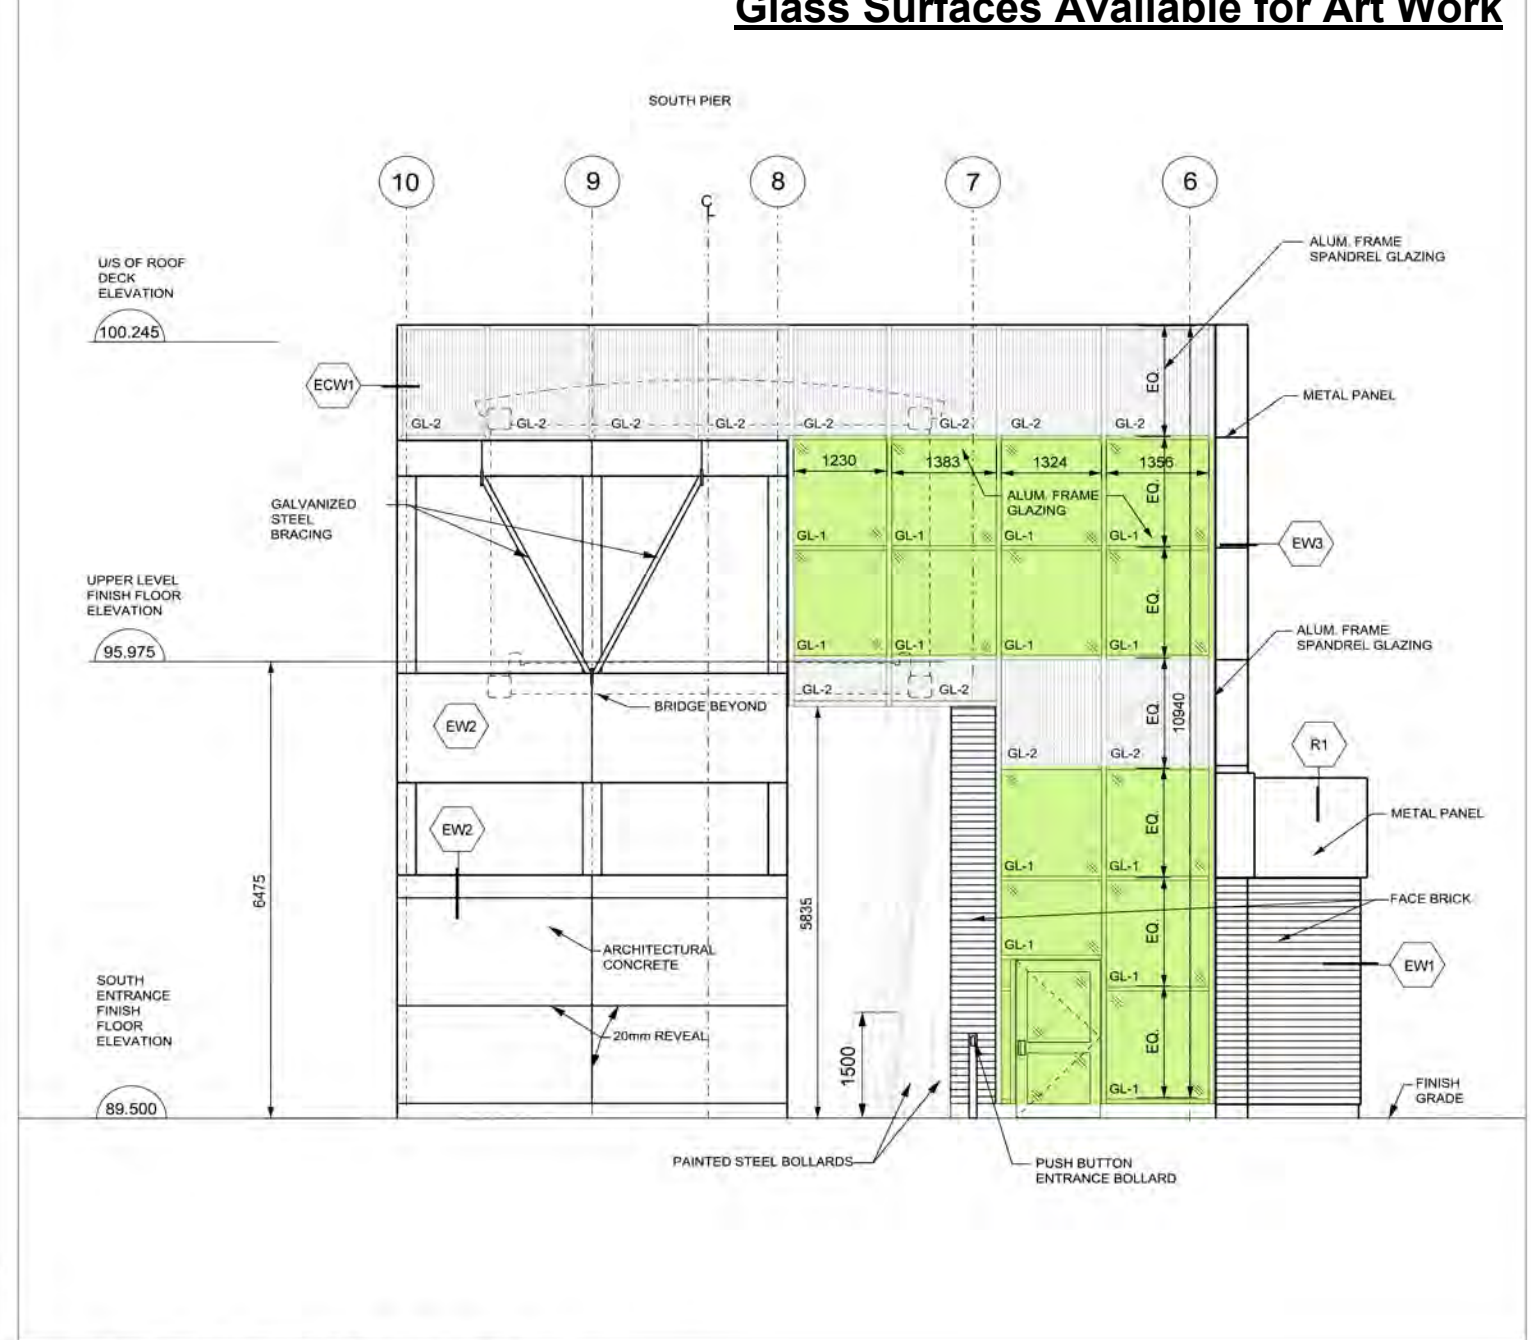 Glass Surfaces Available for Art Work
SOUTH PIER
10
9
8
7
6
CL
ALUM. FRAME
SPANDREL GLAZING
U/S OF ROOF
DECK
ELEVATION
100.245
ECW1
EQ.
METAL PANEL
GL-2
GL-2
GL-2
GL-2
GL-2
GL-2
GL-2
GL-2
1230
1383
1324
1356
EQ.
ALUM. FRAME
GLAZING
GALVANIZED
STEEL
BRACING
GL-1
GL-1
GL-1
GL-1
EW3
UPPER LEVEL
FINISH FLOOR
ELEVATION
EQ.
ALUM. FRAME
SPANDREL GLAZING
95.975
GL-1
GL-1
GL-1
GL-1
GL-2
GL-2
BRIDGE BEYOND
EW2
EQ.
10940
R1
GL-2
GL-2
METAL PANEL
EW2
EQ.
GL-1
GL-1
6475
5835
FACE BRICK
EQ.
ARCHITECTURAL
CONCRETE
GL-1
GL-1
EW1
SOUTH
ENTRANCE
FINISH
FLOOR
ELEVATION
20mm REVEAL
1500
EQ.
GL-1
89.500
FINISH
GRADE
PAINTED STEEL BOLLARDS
PUSH BUTTON
ENTRANCE BOLLARD